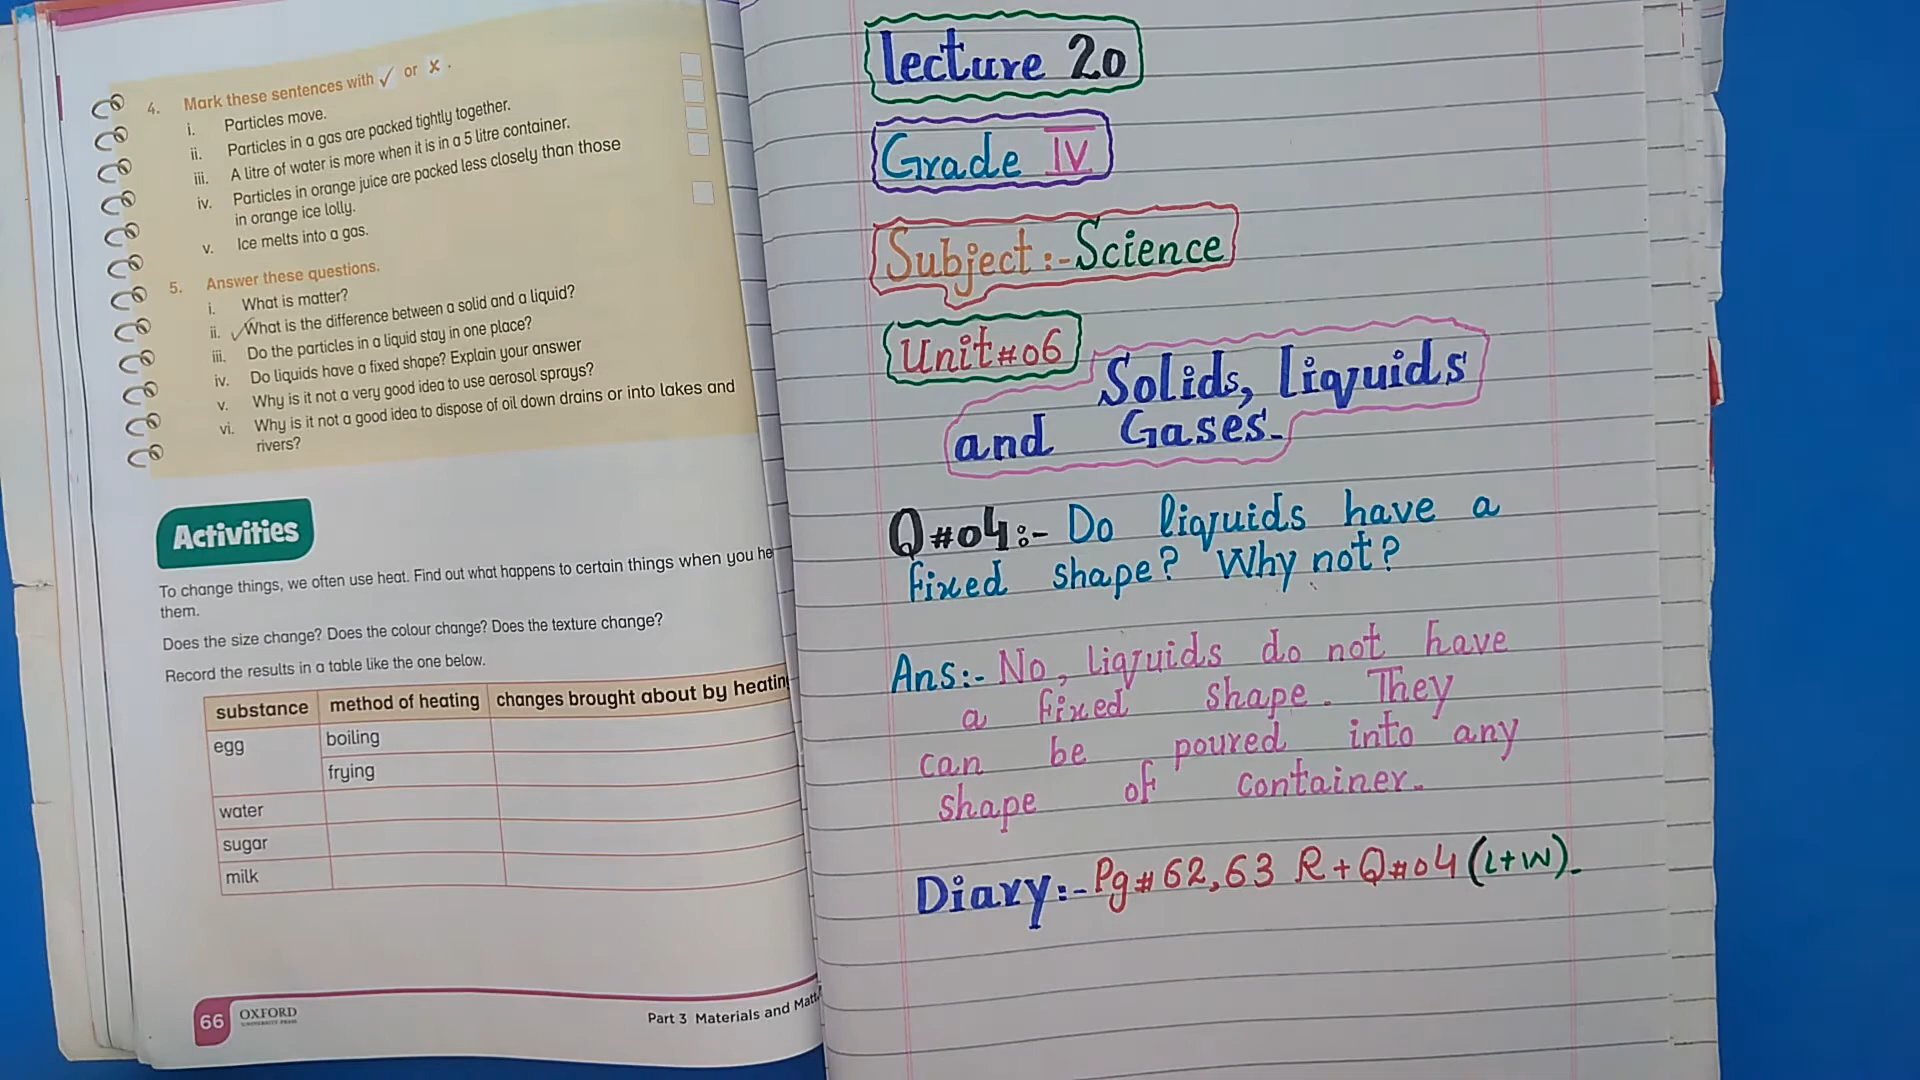 4. Mark these sentences with ✓ or x .
i. Particles move.
ii. Particles in a gas are packed tightly together.
iii. A litre of water is more when it is in a 5 litre container.
iv. Particles in orange juice are packed less closely than those
in orange ice lolly.
v. Ice melts into a gas.
5. Answer these questions.
i. What is matter?
ii. ✓What is the difference between a solid and a liquid?
iii. Do the particles in a liquid stay in one place?
iv. Do liquids have a fixed shape? Explain your answer
v. Why is it not a very good idea to use aerosol sprays?
vi. Why is it not a good idea to dispose of oil down drains or into lakes and
rivers?
Activities
To change things, we often use heat. Find out what happens to certain things when you he
them.
Does the size change? Does the colour change? Does the texture change?
Record the results in a table like the one below.
substance method of heating changes brought about by heating
egg boiling
frying
water
sugar
milk
66 OXFORD
UNIVERSITY PRESS
Part 3 Materials and Matt
lecture 20
Grade IV
Subject:-Science
Unit#06
Solids, liquids
and Gases.
Q#04:- Do liquids have a
fixed shape? Why not?
Ans:- No, liquids do not have
a fixed shape. They
can be poured into any
shape of container.
Diary:- Pg#62,63 R+Q#04 (L+W).